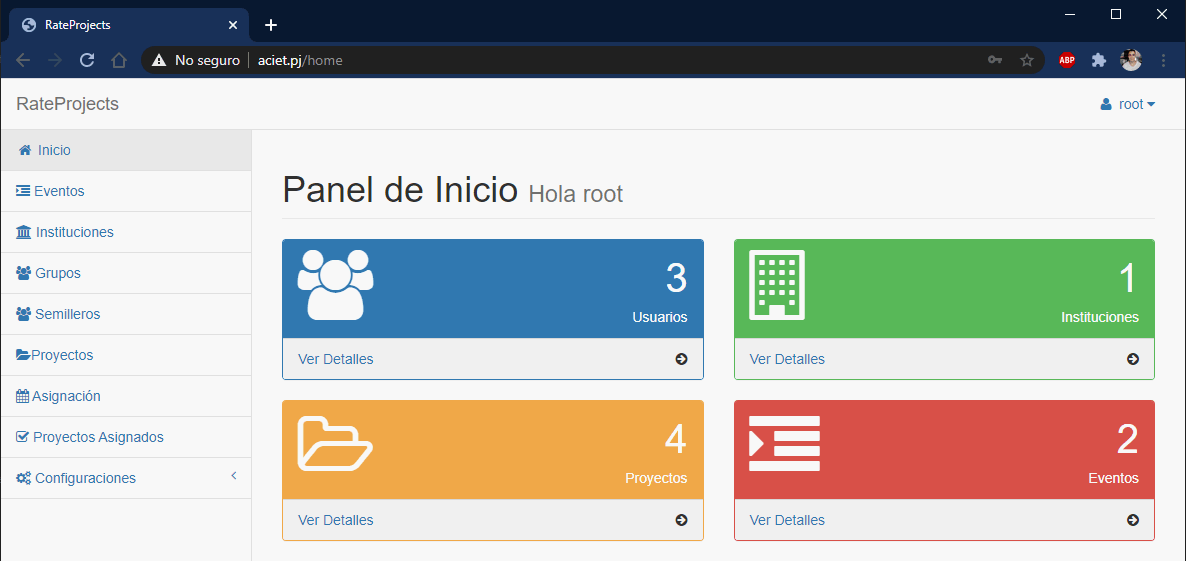 RateProjects
No seguro
aciet.pj/home
ABP
RateProjects
root
Inicio
Eventos
Instituciones
Grupos
Semilleros
Proyectos
Asignación
Proyectos Asignados
Configuraciones
Panel de Inicio Hola root
3
Usuarios
Ver Detalles
1
Instituciones
Ver Detalles
4
Proyectos
Ver Detalles
2
Eventos
Ver Detalles